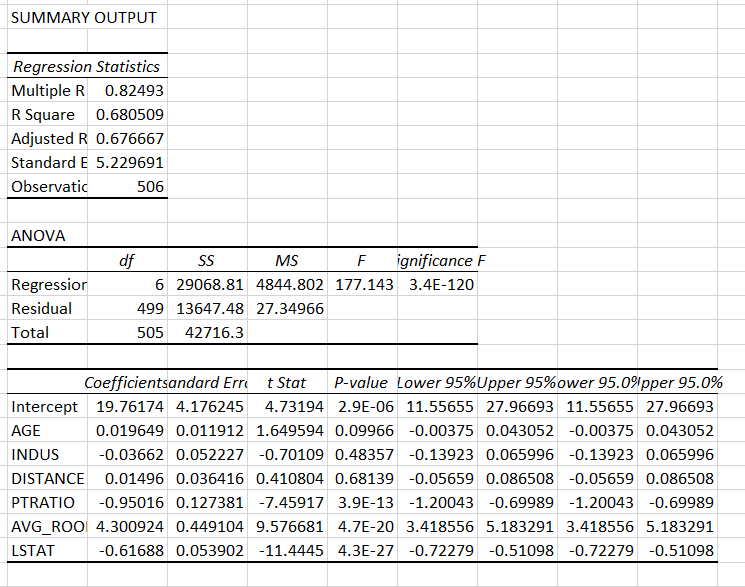 SUMMARY OUTPUT
Regression Statistics
Multiple R 0.82493
R Square 0.680509
Adjusted R 0.676667
Standard E 5.229691
Observatic 506
ANOVA
df SS MS F ignificance F
Regression 6 29068.81 4844.802 177.143 3.4E-120
Residual 499 13647.48 27.34966
Total 505 42716.3
Coefficients andard Erro t Stat P-value Lower 95% Upper 95% ower 95.0% pper 95.0%
Intercept 19.76174 4.176245 4.73194 2.9E-06 11.55655 27.96693 11.55655 27.96693
AGE 0.019649 0.011912 1.649594 0.09966 -0.00375 0.043052 -0.00375 0.043052
INDUS -0.03662 0.052227 -0.70109 0.48357 -0.13923 0.065996 -0.13923 0.065996
DISTANCE 0.01496 0.036416 0.410804 0.68139 -0.05659 0.086508 -0.05659 0.086508
PTRATIO -0.95016 0.127381 -7.45917 3.9E-13 -1.20043 -0.69989 -1.20043 -0.69989
AVG_ROO 4.300924 0.449104 9.576681 4.7E-20 3.418556 5.183291 3.418556 5.183291
LSTAT -0.61688 0.053902 -11.4445 4.3E-27 -0.72279 -0.51098 -0.72279 -0.51098